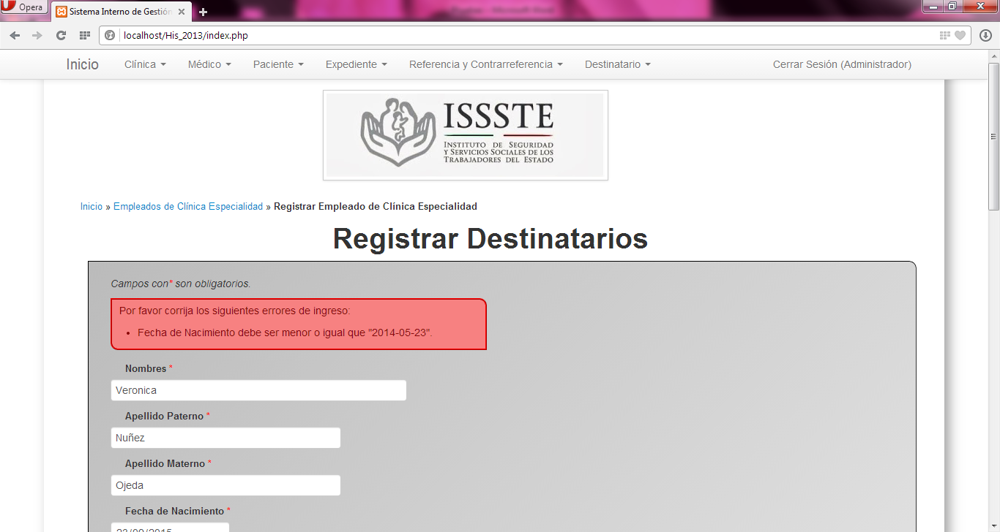 Opera
Sistema Interno de Gestión
localhost/His_2013/index.php
Inicio Clínica Médico Paciente Expediente Referencia y Contrarreferencia Destinatario Cerrar Sesión (Administrador)
ISSSTE
INSTITUTO DE SEGURIDAD
Y SERVICIOS SOCIALES DE LOS
TRABAJADORES DEL ESTADO
Inicio » Empleados de Clínica Especialidad » Registrar Empleado de Clínica Especialidad
Registrar Destinatarios
Campos con* son obligatorios.
Por favor corrija los siguientes errores de ingreso:
• Fecha de Nacimiento debe ser menor o igual que "2014-05-23".
Nombres *
Veronica
Apellido Paterno *
Nuñez
Apellido Materno *
Ojeda
Fecha de Nacimiento *